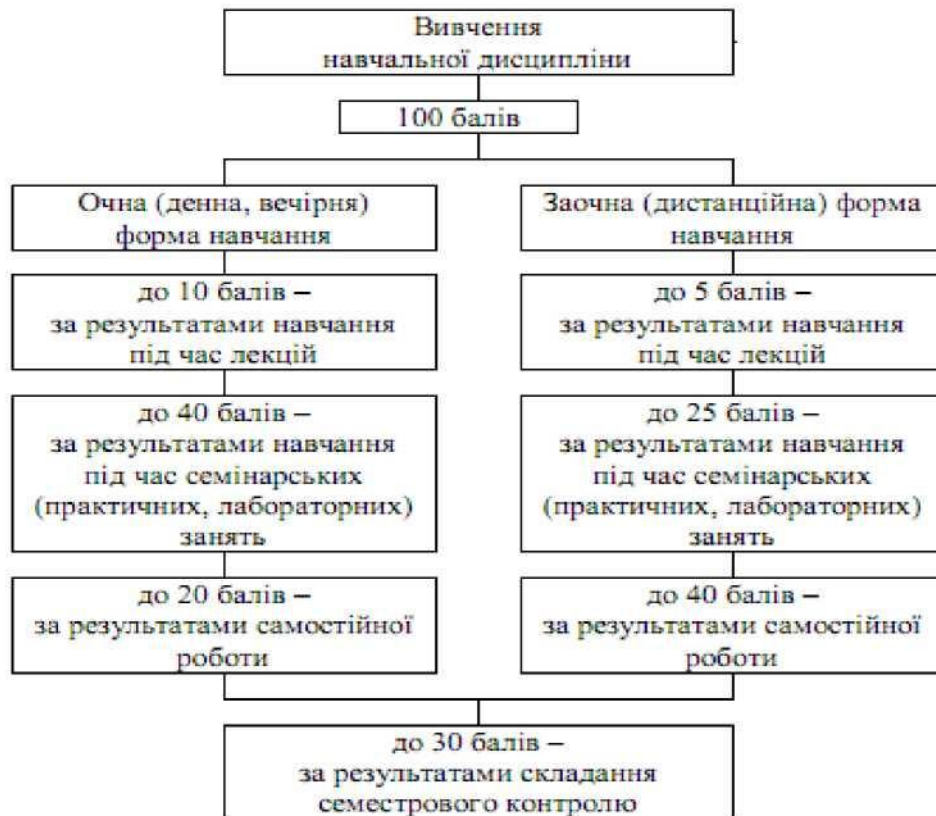 Вивчення
навчальної дисципліни
100 балів
Очна (денна, вечірня)
форма навчання
до 10 балів –
за результатами навчання
під час лекцій
до 40 балів –
за результатами навчання
під час семінарських
(практичних, лабораторних)
занять
до 20 балів –
за результатами самостійної
роботи
Заочна (дистанційна) форма
навчання
до 5 балів –
за результатами навчання
під час лекцій
до 25 балів –
за результатами навчання
під час семінарських
(практичних, лабораторних)
занять
до 40 балів –
за результатами самостійної
роботи
до 30 балів –
за результатами складання
семестрового контролю